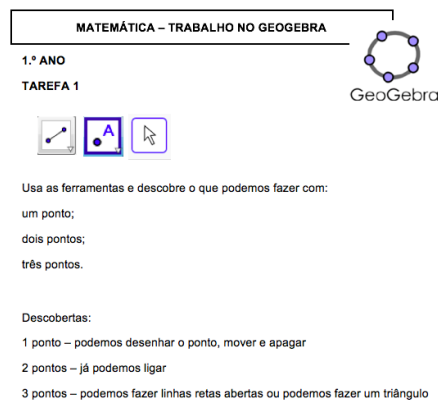 MATEMÁTICA – TRABALHO NO GEOGEBRA
1.º ANO
GeoGebra
TAREFA 1
A
Usa as ferramentas e descobre o que podemos fazer com:
um ponto;
dois pontos;
três pontos.
Descobertas:
1 ponto – podemos desenhar o ponto, mover e apagar
2 pontos – já podemos ligar
3 pontos – podemos fazer linhas retas abertas ou podemos fazer um triângulo